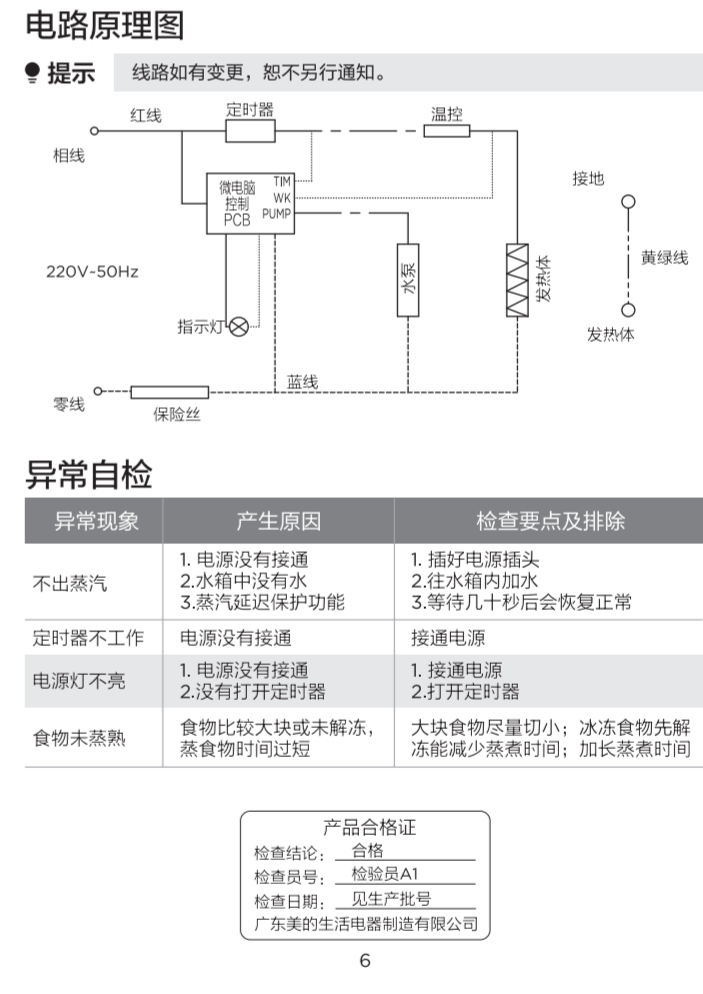 电路原理图
提示
线路如有变更，恕不另行通知。
红线
定时器
温控
相线
接地
微电脑
控制
PCB
TIM
WK
PUMP
220V~50Hz
水泵
发热体
黄绿线
指示灯
发热体
蓝线
零线
保险丝
异常自检
异常现象 产生原因 检查要点及排除
不出蒸汽
1. 电源没有接通
2.水箱中没有水
3.蒸汽延迟保护功能
1. 插好电源插头
2.往水箱内加水
3.等待几十秒后会恢复正常
定时器不工作 电源没有接通 接通电源
电源灯不亮
1. 电源没有接通
2.没有打开定时器
1. 接通电源
2.打开定时器
食物未蒸熟
食物比较大块或未解冻，
蒸食物时间过短
大块食物尽量切小；冰冻食物先解
冻能减少蒸煮时间；加长蒸煮时间
产品合格证
检查结论： 合格
检查员号： 检验员A1
检查日期： 见生产批号
广东美的生活电器制造有限公司
6